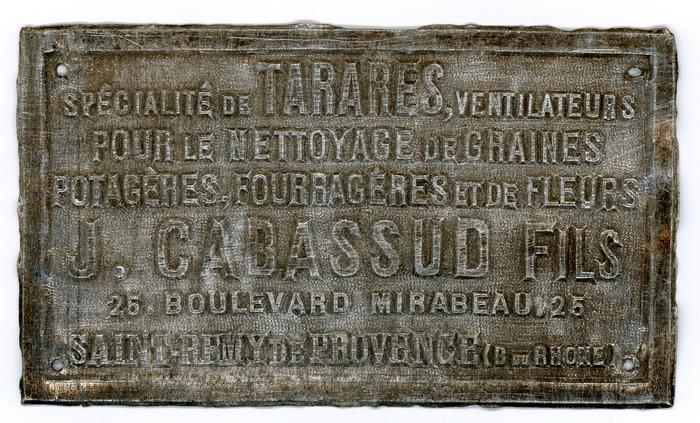 SPÉCIALITÉ DE TARARES, VENTILATEURS
POUR LE NETTOYAGE DE GRAINES
POTAGÈRES, FOURRAGÈRES ET DE FLEURS
J. CABASSUD FILS
25. BOULEVARD MIRABEAU, 25
SAINT-REMY DE PROVENCE (B DU RHONE)